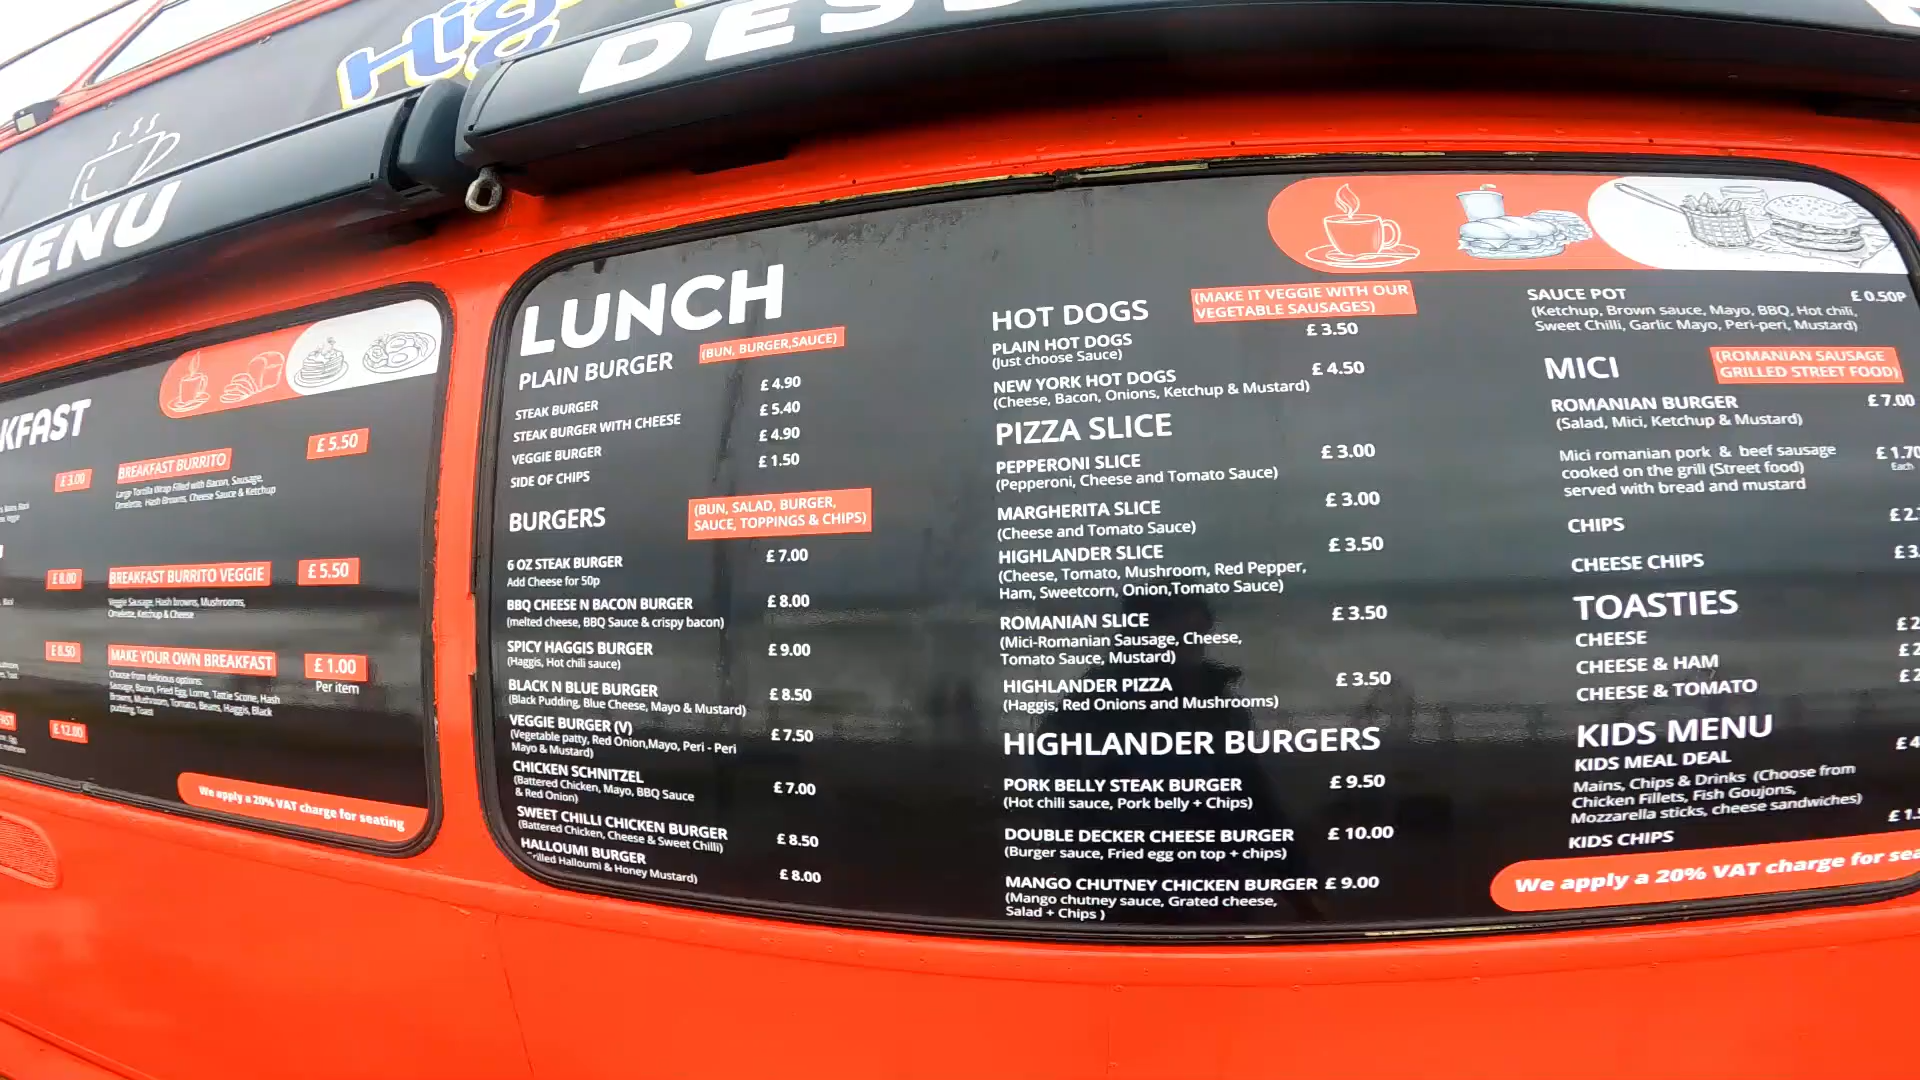 DES
MENU
KFAST
£ 3.00
BREAKFAST BURRITO
£ 5.50
Large Tortilla Wrap Filled with Bacon, Sausage,
Omelette, Hash Browns, Cheese Sauce & Ketchup
£ 8.00
BREAKFAST BURRITO VEGGIE
£ 5.50
Veggie Sausage, Hash browns, Mushrooms,
Omelette, Ketchup & Cheese
£ 8.50
MAKE YOUR OWN BREAKFAST
£ 1.00
Per item
Choose from delicious options:
Sausage, Bacon, Fried Egg, Lorne, Tattie Scone, Hash
Browns, Mushroom, Tomato, Beans, Haggis, Black
pudding, Toast
£ 12.00
We apply a 20% VAT charge for seating
LUNCH
PLAIN BURGER
(BUN, BURGER,SAUCE)
STEAK BURGER £ 4.90
STEAK BURGER WITH CHEESE £ 5.40
VEGGIE BURGER £ 4.90
SIDE OF CHIPS £ 1.50
BURGERS
(BUN, SALAD, BURGER,
SAUCE, TOPPINGS & CHIPS)
6 OZ STEAK BURGER £ 7.00
Add Cheese for 50p
BBQ CHEESE N BACON BURGER £ 8.00
(melted cheese, BBQ Sauce & crispy bacon)
SPICY HAGGIS BURGER £ 9.00
(Haggis, Hot chili sauce)
BLACK N BLUE BURGER £ 8.50
(Black Pudding, Blue Cheese, Mayo & Mustard)
VEGGIE BURGER (V) £ 7.50
(Vegetable patty, Red Onion,Mayo, Peri - Peri
Mayo & Mustard)
CHICKEN SCHNITZEL £ 7.00
(Battered Chicken, Mayo, BBQ Sauce
& Red Onion)
SWEET CHILLI CHICKEN BURGER £ 8.50
(Battered Chicken, Cheese & Sweet Chilli)
HALLOUMI BURGER £ 8.00
Grilled Halloumi & Honey Mustard)
HOT DOGS
(MAKE IT VEGGIE WITH OUR
VEGETABLE SAUSAGES)
PLAIN HOT DOGS £ 3.50
(Just choose Sauce)
NEW YORK HOT DOGS £ 4.50
(Cheese, Bacon, Onions, Ketchup & Mustard)
PIZZA SLICE
PEPPERONI SLICE £ 3.00
(Pepperoni, Cheese and Tomato Sauce)
MARGHERITA SLICE £ 3.00
(Cheese and Tomato Sauce)
HIGHLANDER SLICE £ 3.50
(Cheese, Tomato, Mushroom, Red Pepper,
Ham, Sweetcorn, Onion,Tomato Sauce)
ROMANIAN SLICE £ 3.50
(Mici-Romanian Sausage, Cheese,
Tomato Sauce, Mustard)
HIGHLANDER PIZZA £ 3.50
(Haggis, Red Onions and Mushrooms)
HIGHLANDER BURGERS
PORK BELLY STEAK BURGER £ 9.50
(Hot chili sauce, Pork belly + Chips)
DOUBLE DECKER CHEESE BURGER £ 10.00
(Burger sauce, Fried egg on top + chips)
MANGO CHUTNEY CHICKEN BURGER £ 9.00
(Mango chutney sauce, Grated cheese,
Salad + Chips )
SAUCE POT £ 0.50P
(Ketchup, Brown sauce, Mayo, BBQ, Hot chili,
Sweet Chilli, Garlic Mayo, Peri-peri, Mustard)
MICI
(ROMANIAN SAUSAGE
GRILLED STREET FOOD)
ROMANIAN BURGER £ 7.00
(Salad, Mici, Ketchup & Mustard)
Mici romanian pork & beef sausage £ 1.70
cooked on the grill (Street food) Each
served with bread and mustard
CHIPS £ 2.
CHEESE CHIPS £ 3.
TOASTIES
CHEESE £ 2
CHEESE & HAM £ 2
CHEESE & TOMATO £ 2
KIDS MENU
KIDS MEAL DEAL £ 4
Mains, Chips & Drinks (Choose from
Chicken Fillets, Fish Goujons,
Mozzarella sticks, cheese sandwiches)
KIDS CHIPS £ 1.
We apply a 20% VAT charge for sea